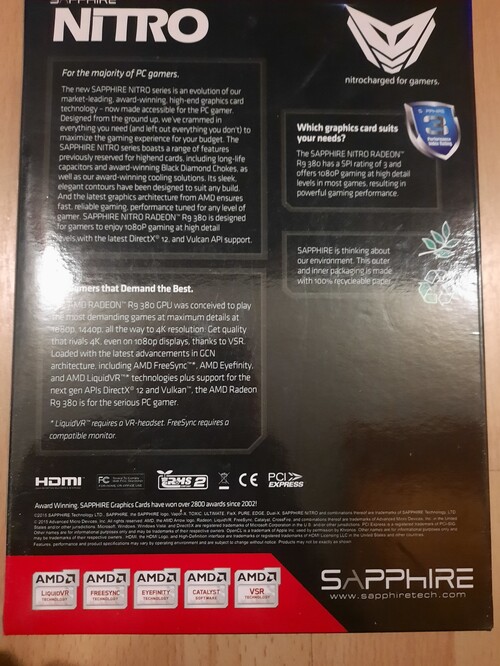 SAPPHIRE
NITRO
nitrocharged for gamers.
For the majority of PC gamers.
The new SAPPHIRE NITRO series is an evolution of our
market-leading, award-winning, high-end graphics card
technology - now made accessible for the PC gamer.
Designed from the ground up, we've crammed in
everything you need (and left out everything you don't) to
maximize the gaming experience for your budget. The
SAPPHIRE NITRO series boasts a range of features
previously reserved for highend cards, including long-life
capacitors and award-winning Black Diamond Chokes, as
well as our award-winning cooling solutions. Its sleek,
elegant contours have been designed to suit any build.
And the latest graphics architecture from AMD ensures
fast, reliable gaming, performance tuned for any level of
gamer. SAPPHIRE NITRO RADEON™ R9 380 is designed
for gamers to enjoy 1080P gaming at high detail
levels with the latest DirectX® 12, and Vulcan API support.
Which graphics card suits
your needs?
The SAPPHIRE NITRO RADEON™
R9 380 has a SPI rating of 3 and
offers 1080P gaming at high detail
levels in most games, resulting in
powerful gaming performance.
SAPPHIRE
3
Performance
Index Rating
SAPPHIRE is thinking about
our environment. This outer
and inner packaging is made
with 100% recycleable paper
Gamers that Demand the Best.
AMD RADEON™ R9 380 GPU was conceived to play
the most demanding games at maximum details at
1080p, 1440p, all the way to 4K resolution. Get quality
that rivals 4K, even on 1080p displays, thanks to VSR.
Loaded with the latest advancements in GCN
architecture, including AMD FreeSync™*, AMD Eyefinity,
and AMD LiquidVR™* technologies plus support for the
next gen APIs DirectX® 12 and Vulkan™, the AMD Radeon
R9 380 is for the serious PC gamer.
* LiquidVR™ requires a VR-headset. FreeSync requires a
compatible monitor.
HDMI FC 2 CE PCI EXPRESS
Award Winning. SAPPHIRE Graphics Cards have won over 2800 awards since 2002!
AMD LIQUIDVR TECHNOLOGY
AMD FREESYNC TECHNOLOGY
AMD EYEFINITY TECHNOLOGY
AMD CATALYST SOFTWARE
AMD VSR TECHNOLOGY
SAPPHIRE
www.sapphiretech.com